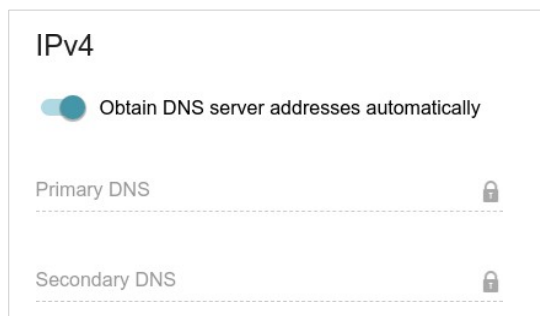 IPv4
Obtain DNS server addresses automatically
Primary DNS
Secondary DNS